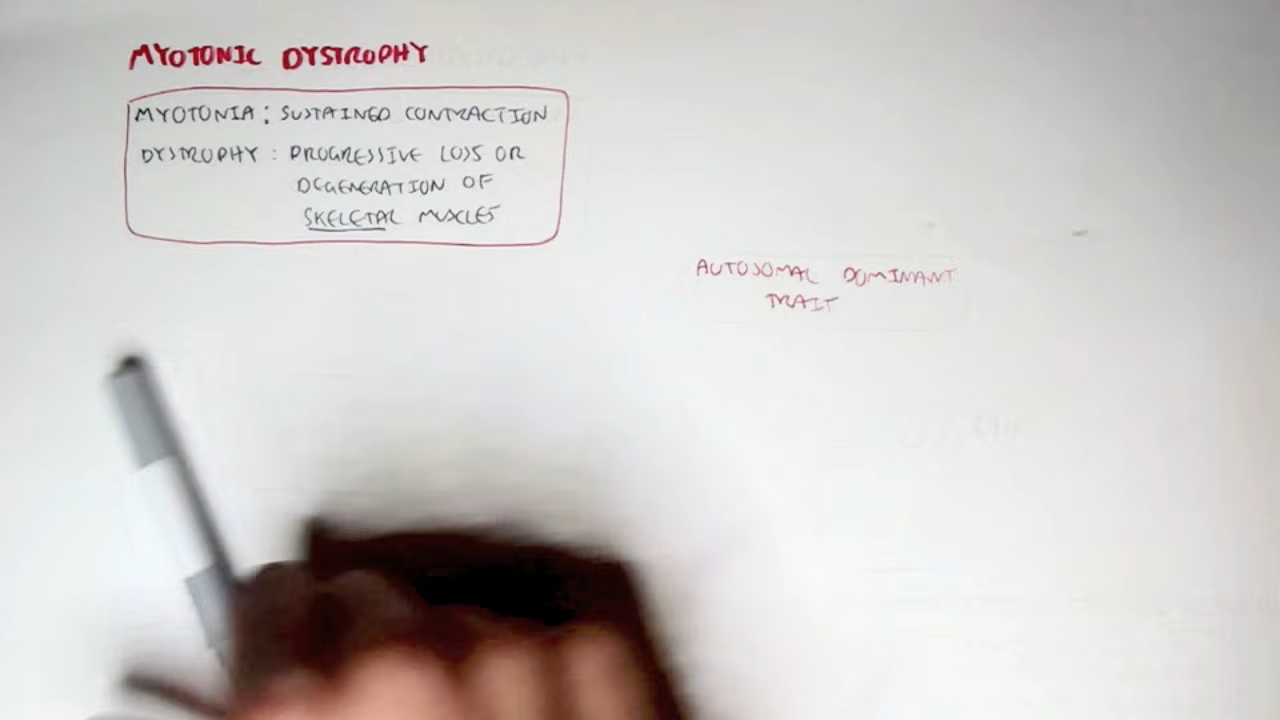 MYOTONIC DYSTROPHY
MYOTONIA : SUSTAINED CONTRACTION
DYSTROPHY : PROGRESSIVE LOSS OR
DEGENERATION OF
SKELETAL MUSCLES
AUTOSOMAL DOMINANT
TRAIT